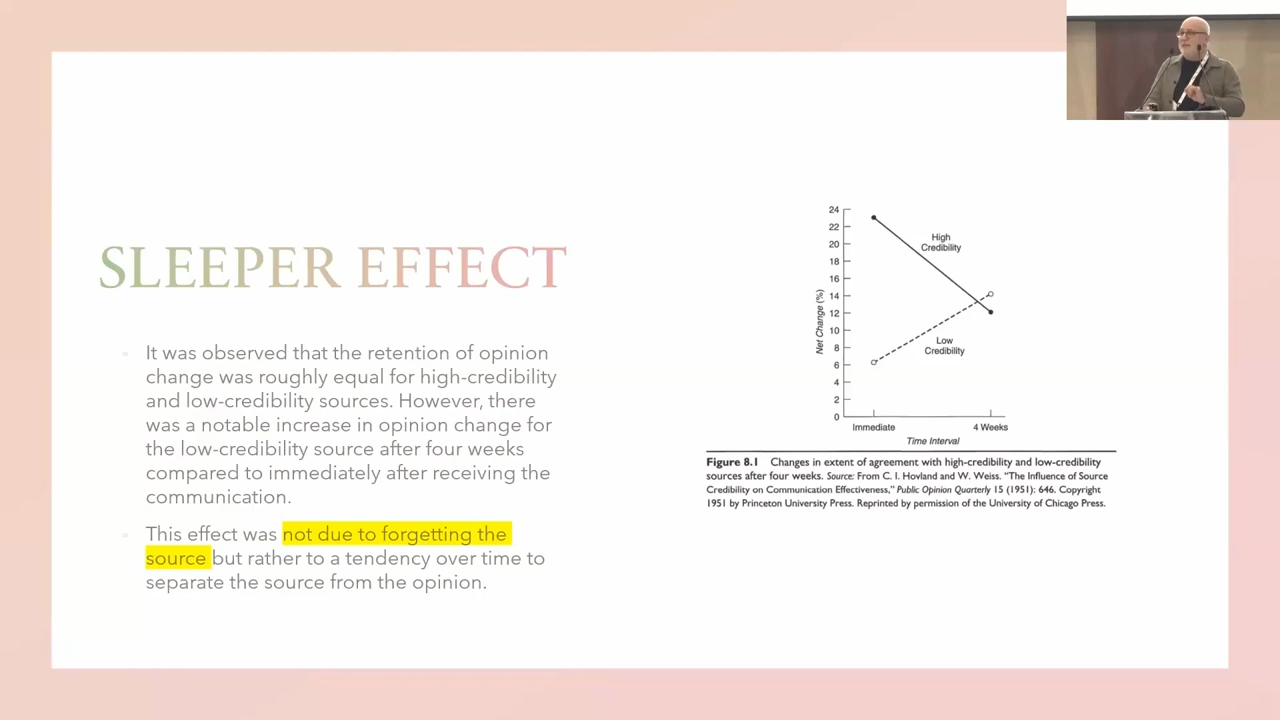 SLEEPER EFFECT
It was observed that the retention of opinion
change was roughly equal for high-credibility
and low-credibility sources. However, there
was a notable increase in opinion change for
the low-credibility source after four weeks
compared to immediately after receiving the
communication.
This effect was not due to forgetting the
source but rather to a tendency over time to
separate the source from the opinion.
24
22
20
18
16
14
12
10
8
6
4
2
0
Net Change (%)
High
Credibility
Low
Credibility
Immediate
4 Weeks
Time Interval
Figure 8.1 Changes in extent of agreement with high-credibility and low-credibility
sources after four weeks. Source: From C. I. Hovland and W. Weiss. "The Influence of Source
Credibility on Communication Effectiveness," Public Opinion Quarterly 15 (1951): 646. Copyright
1951 by Princeton University Press. Reprinted by permission of the University of Chicago Press.